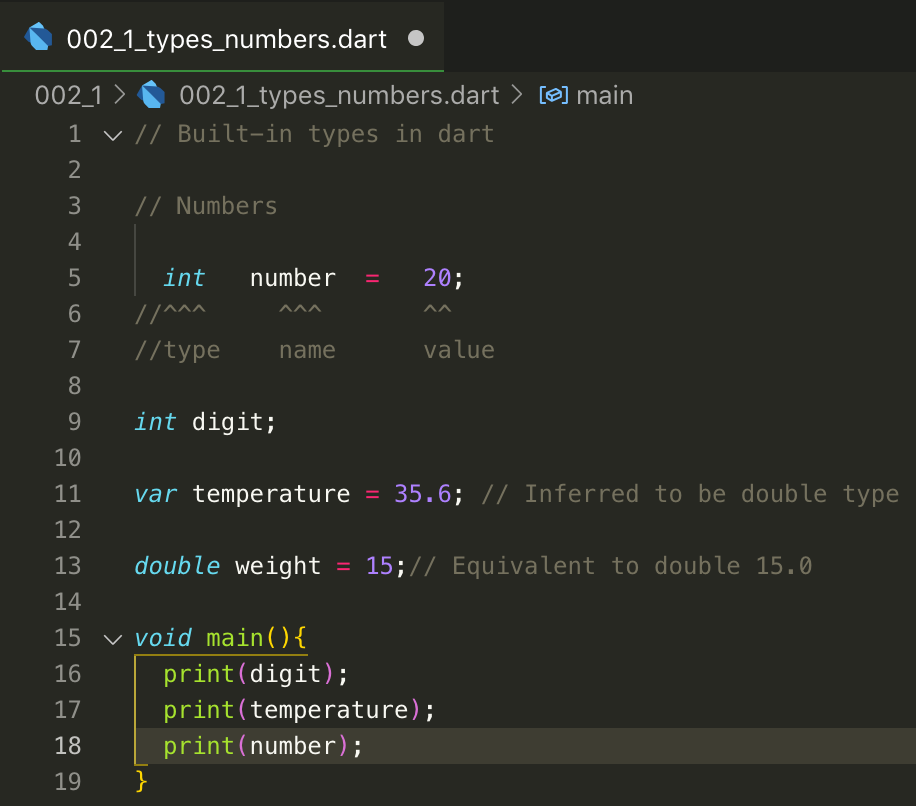 002_1_types_numbers.dart
002_1 > 002_1_types_numbers.dart > main
1 // Built-in types in dart
2
3 // Numbers
4
5   int   number  =   20;
6 //^^^     ^^^       ^^
7 //type    name      value
8
9 int digit;
10
11 var temperature = 35.6; // Inferred to be double type
12
13 double weight = 15;// Equivalent to double 15.0
14
15 void main(){
16   print(digit);
17   print(temperature);
18   print(number);
19 }